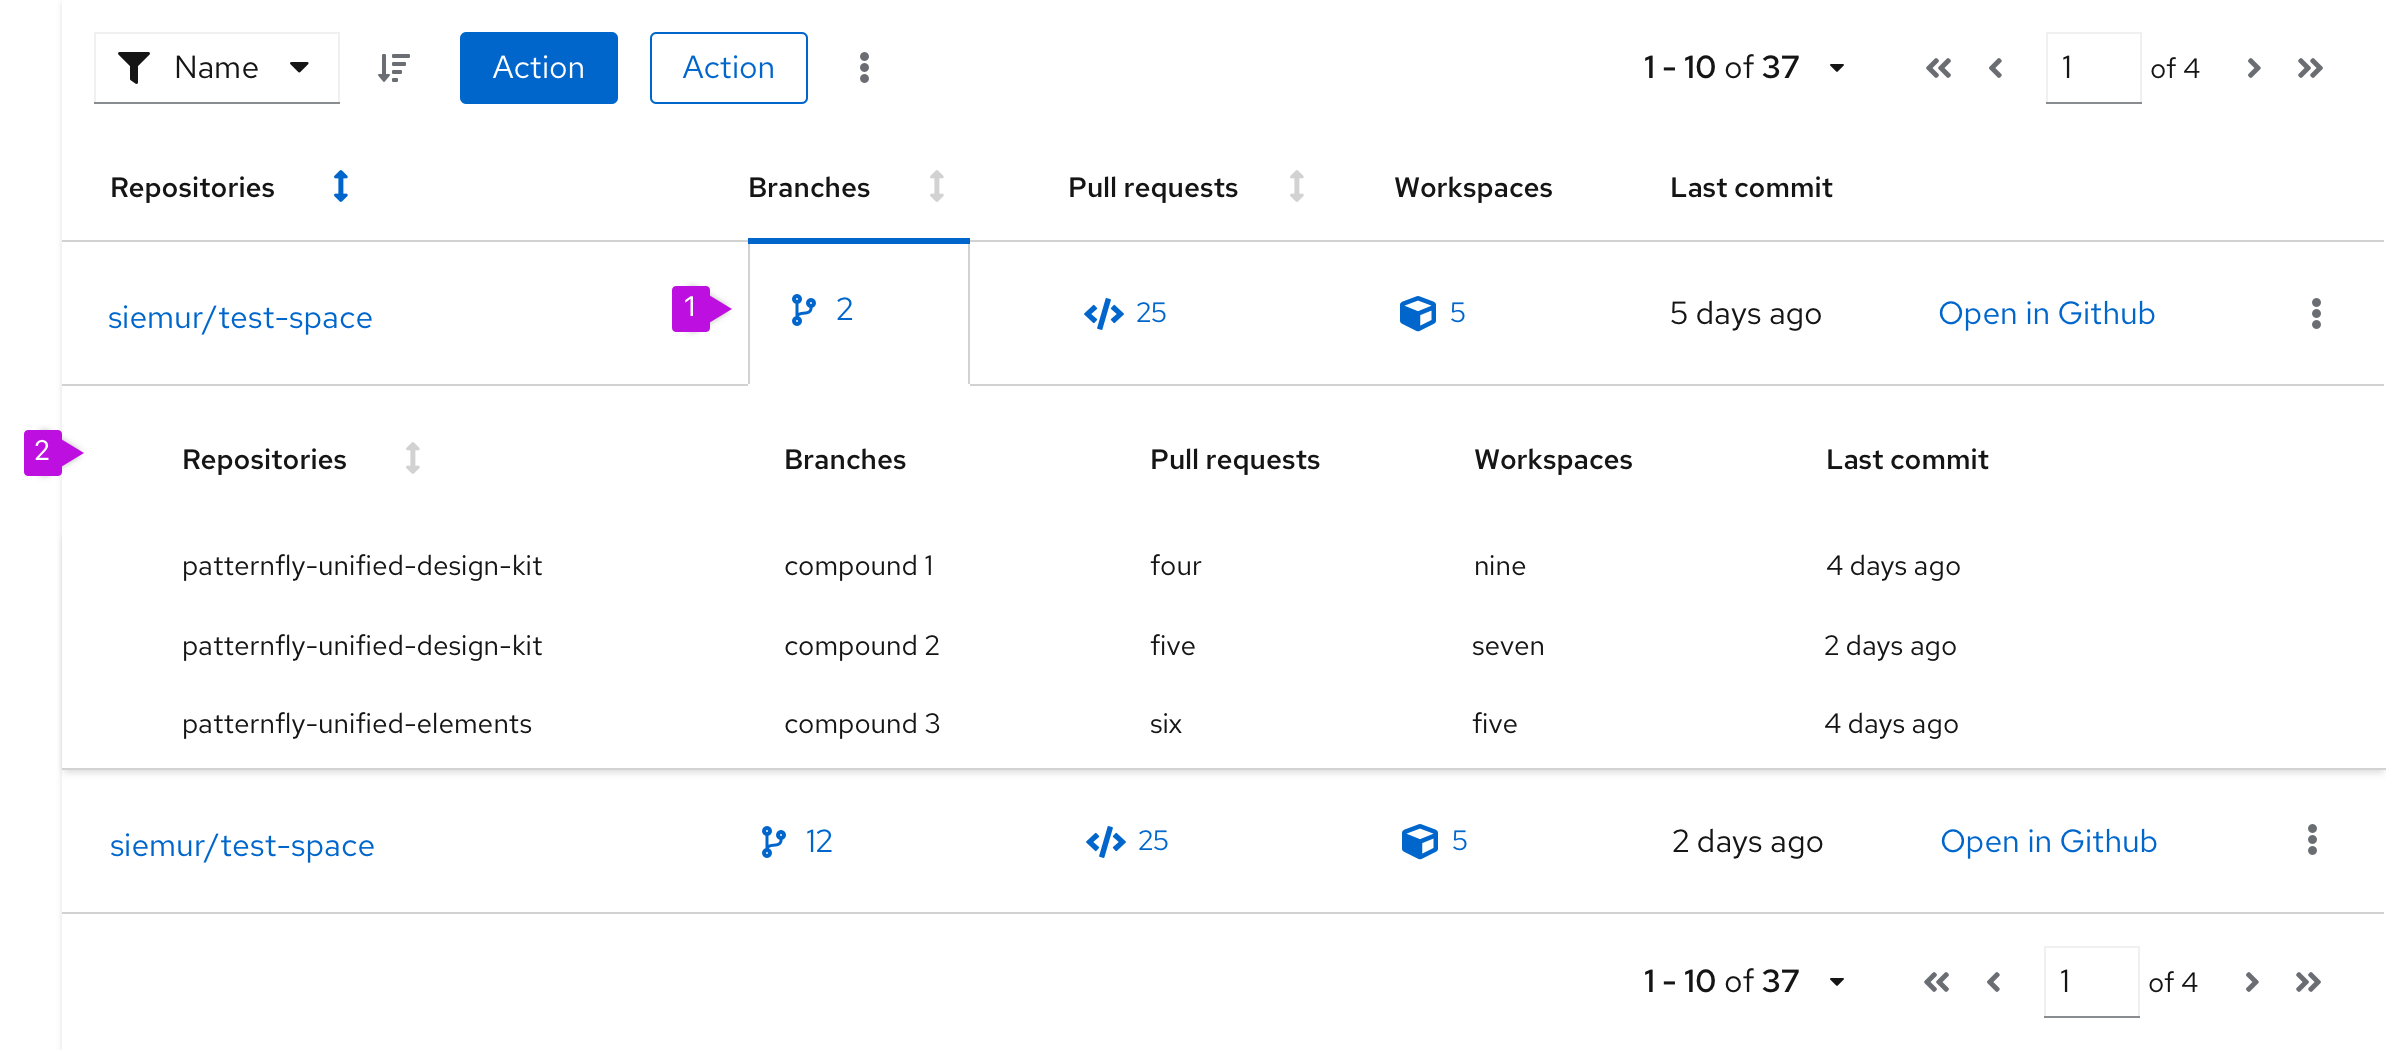 Name Action Action 1 - 10 of 37 1 of 4
Repositories Branches Pull requests Workspaces Last commit
siemur/test-space 1 2 25 5 5 days ago Open in Github
2 Repositories Branches Pull requests Workspaces Last commit
patternfly-unified-design-kit compound 1 four nine 4 days ago
patternfly-unified-design-kit compound 2 five seven 2 days ago
patternfly-unified-elements compound 3 six five 4 days ago
siemur/test-space 12 25 5 2 days ago Open in Github
1 - 10 of 37 1 of 4